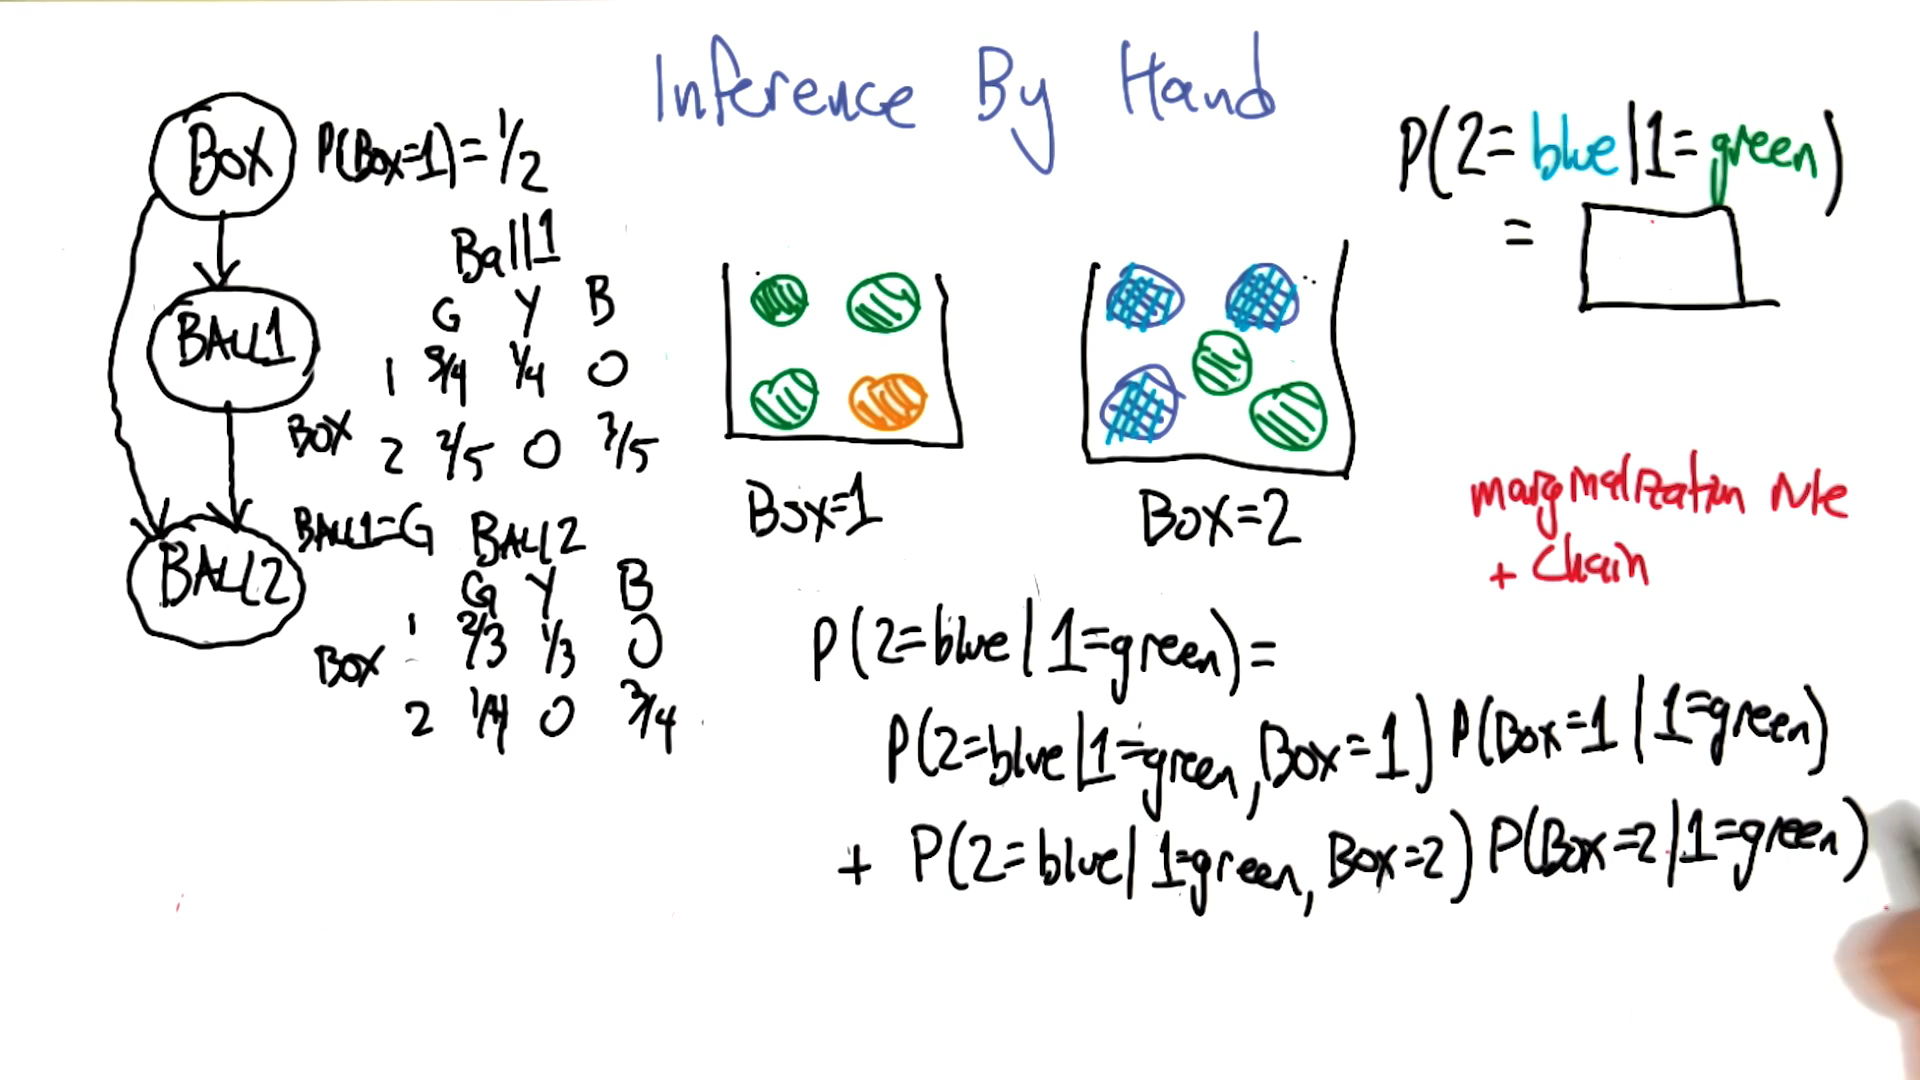 Inference By Hand
BOX P(Box=1)=1/2
BALL1
BALL2
Ball1
G Y B
1 3/4 1/4 0
BOX
2 2/5 0 3/5
BALL1=G BALL2
G Y B
1 2/3 1/3 0
BOX
2 1/4 0 3/4
Box=1
Box=2
P(2=blue|1=green)
=
marginalization rule
+ Chain
P(2=blue|1=green)=
P(2=blue|1=green, Box=1) P(Box=1|1=green)
+ P(2=blue|1=green, Box=2) P(Box=2|1=green)